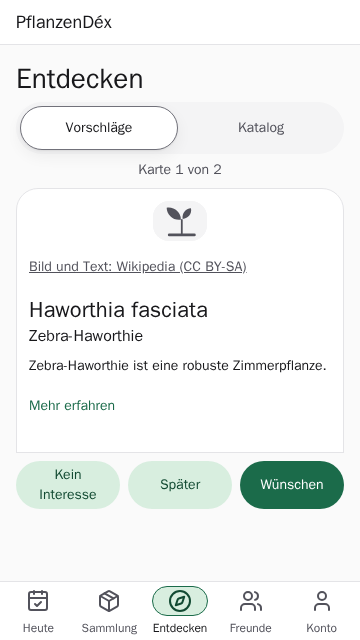 PflanzenDéx
Entdecken
Vorschläge
Katalog
Karte 1 von 2
Bild und Text: Wikipedia (CC BY-SA)
Haworthia fasciata
Zebra-Haworthie
Zebra-Haworthie ist eine robuste Zimmerpflanze.
Mehr erfahren
Kein
Interesse
Später
Wünschen
Heute
Sammlung
Entdecken
Freunde
Konto